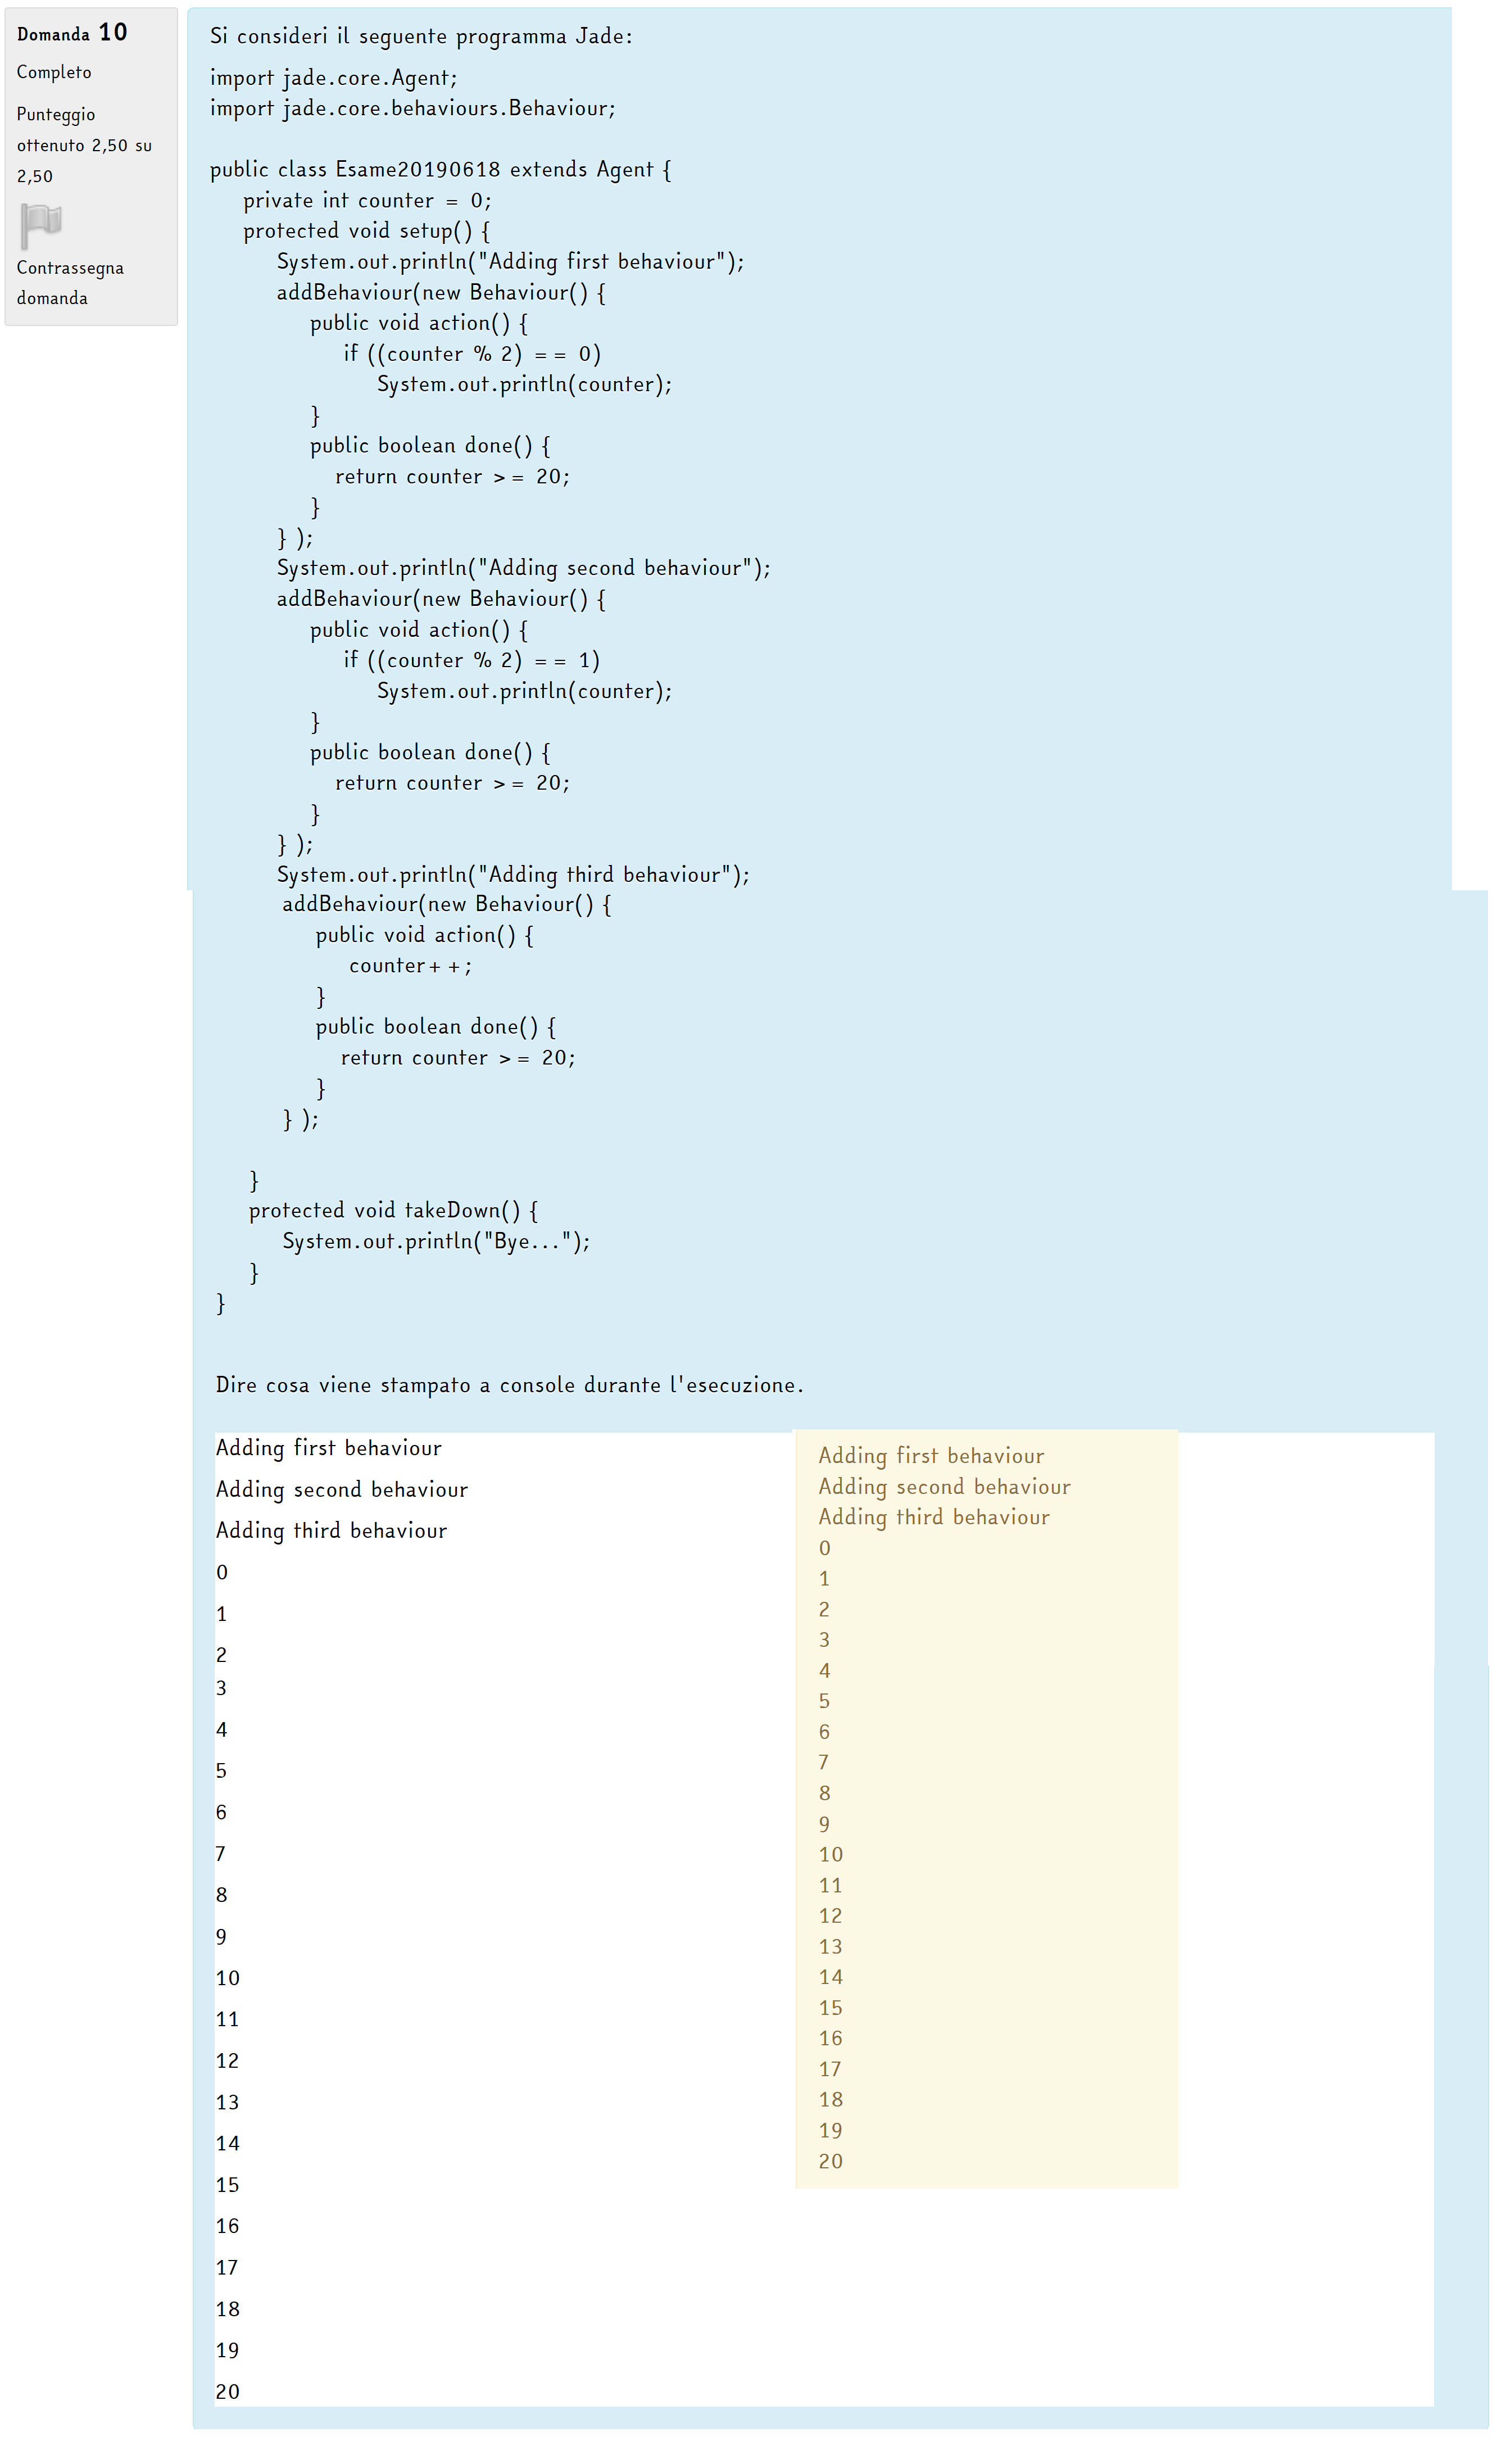 Domanda 10
Completo
Punteggio
ottenuto 2,50 su
2,50
Contrassegna
domanda
Si consideri il seguente programma Jade:
import jade.core.Agent;
import jade.core.behaviours.Behaviour;
public class Esame20190618 extends Agent {
private int counter = 0;
protected void setup() {
System.out.println("Adding first behaviour");
addBehaviour(new Behaviour() {
public void action() {
if ((counter % 2) == 0)
System.out.println(counter);
}
public boolean done() {
return counter >= 20;
}
} );
System.out.println("Adding second behaviour");
addBehaviour(new Behaviour() {
public void action() {
if ((counter % 2) == 1)
System.out.println(counter);
}
public boolean done() {
return counter >= 20;
}
} );
System.out.println("Adding third behaviour");
addBehaviour(new Behaviour() {
public void action() {
counter++;
}
public boolean done() {
return counter >= 20;
}
} );
}
protected void takeDown() {
System.out.println("Bye...");
}
}
Dire cosa viene stampato a console durante l'esecuzione.
Adding first behaviour
Adding second behaviour
Adding third behaviour
0
1
2
3
4
5
6
7
8
9
10
11
12
13
14
15
16
17
18
19
20
Adding first behaviour
Adding second behaviour
Adding third behaviour
0
1
2
3
4
5
6
7
8
9
10
11
12
13
14
15
16
17
18
19
20